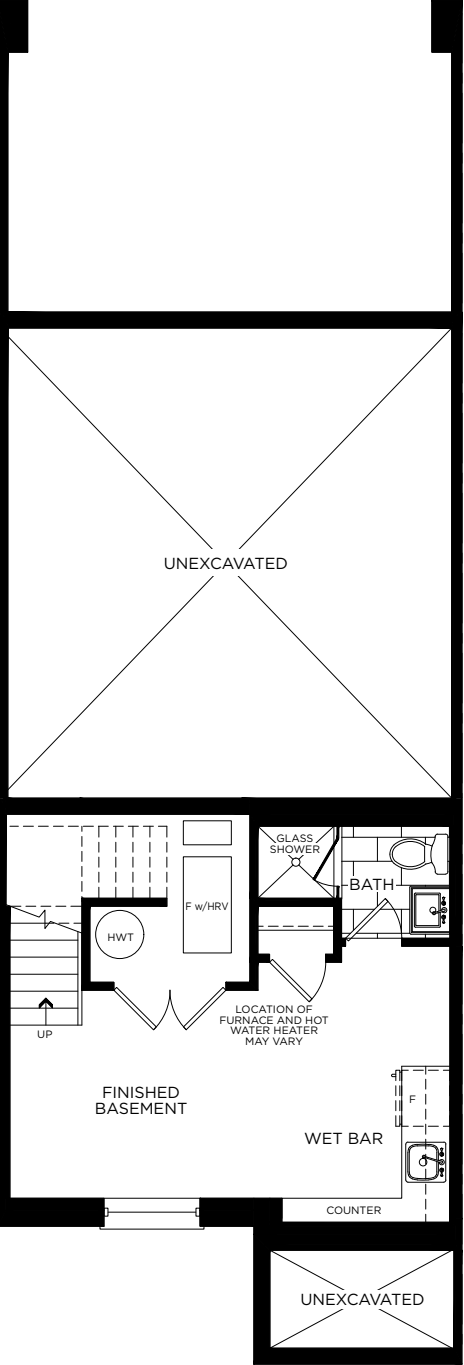 UNEXCAVATED
GLASS
SHOWER
BATH
F w/HRV
HWT
LOCATION OF
FURNACE AND HOT
WATER HEATER
MAY VARY
UP
FINISHED
BASEMENT
F
WET BAR
COUNTER
UNEXCAVATED